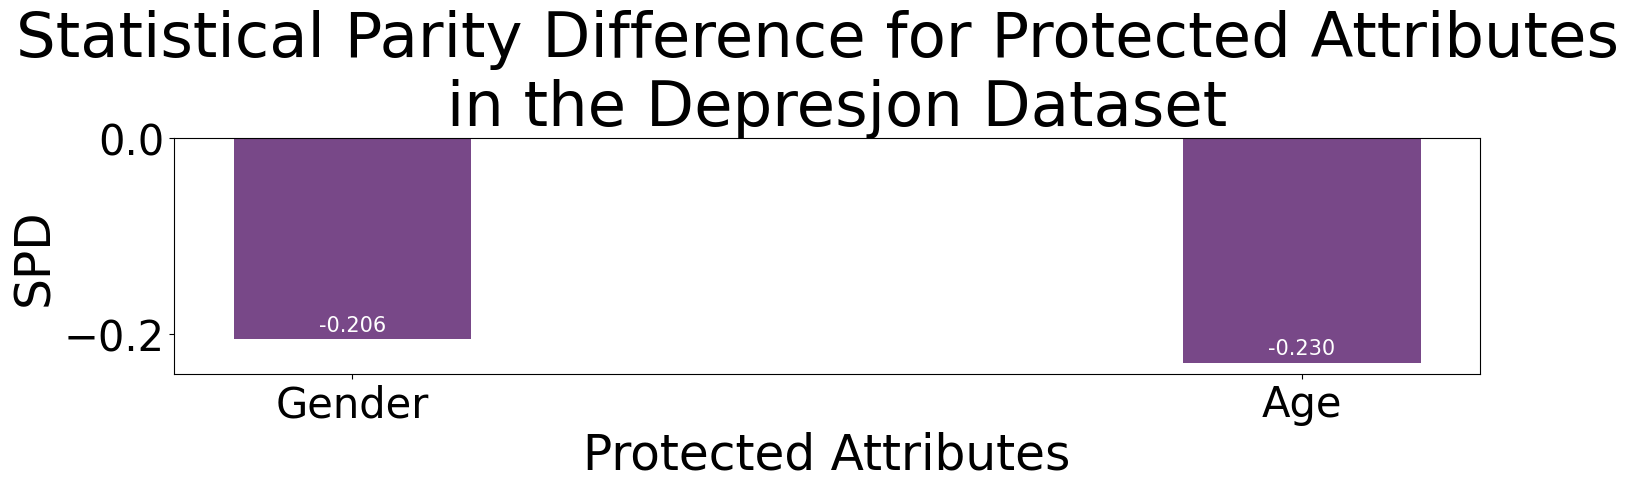 Statistical Parity Difference for Protected Attributes
in the Depresjon Dataset
0.0
−0.2
SPD
-0.206
-0.230
Gender
Age
Protected Attributes